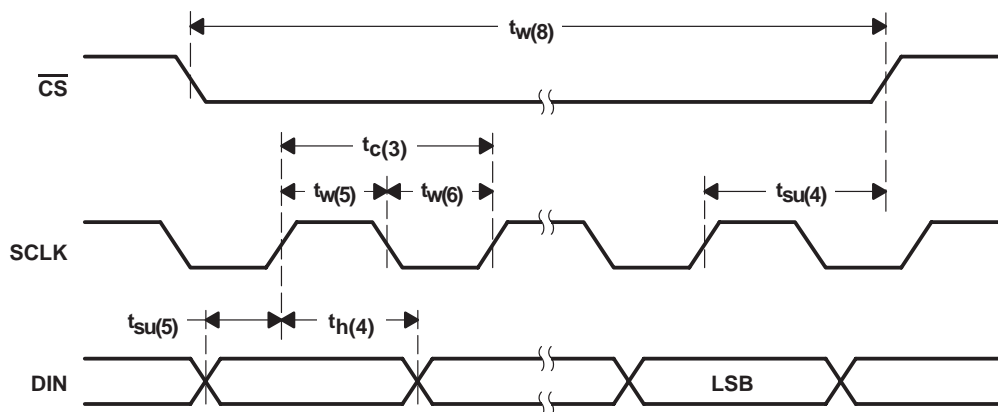 tw(8)
CS
tc(3)
tw(5) tw(6) tsu(4)
SCLK
tsu(5) th(4)
DIN LSB